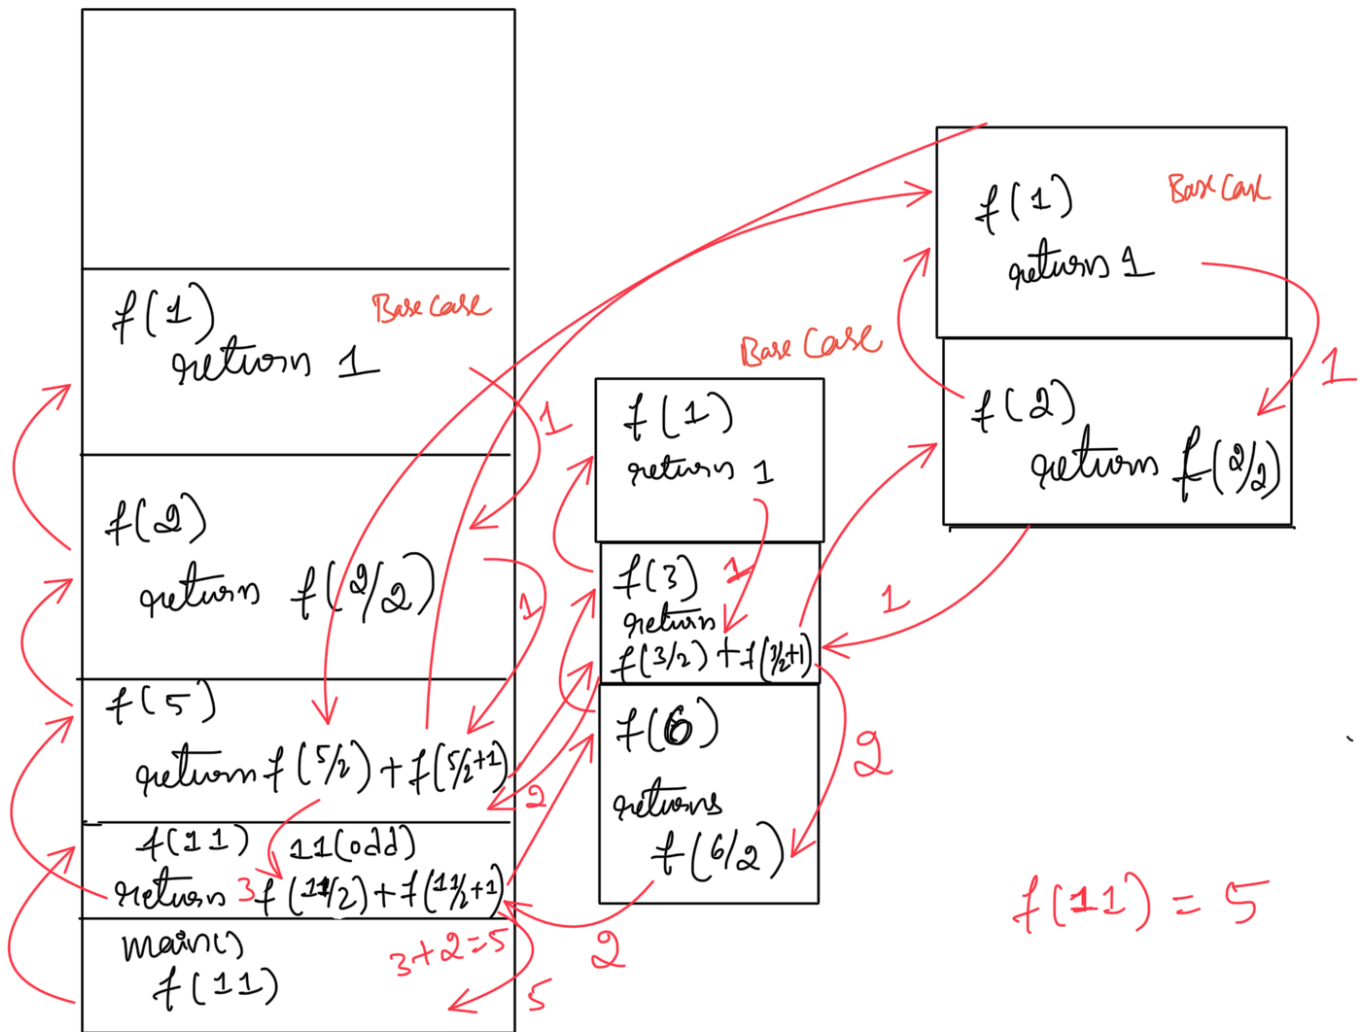 f(1)
Base Case
return 1
1
f(2)
return f(2/2)
1
f(5)
return f(5/2) + f(5/2+1)
2
f(11) 11(odd)
return 3 f(11/2) + f(11/2+1)
main()
3+2=5
f(11)
5
Base Case
f(1)
return 1
f(3)
1
return
f(3/2) + f(3/2+1)
f(6)
2
returns
f(6/2)
2
f(1)
Base Case
return 1
1
f(2)
return f(2/2)
1
f(11) = 5